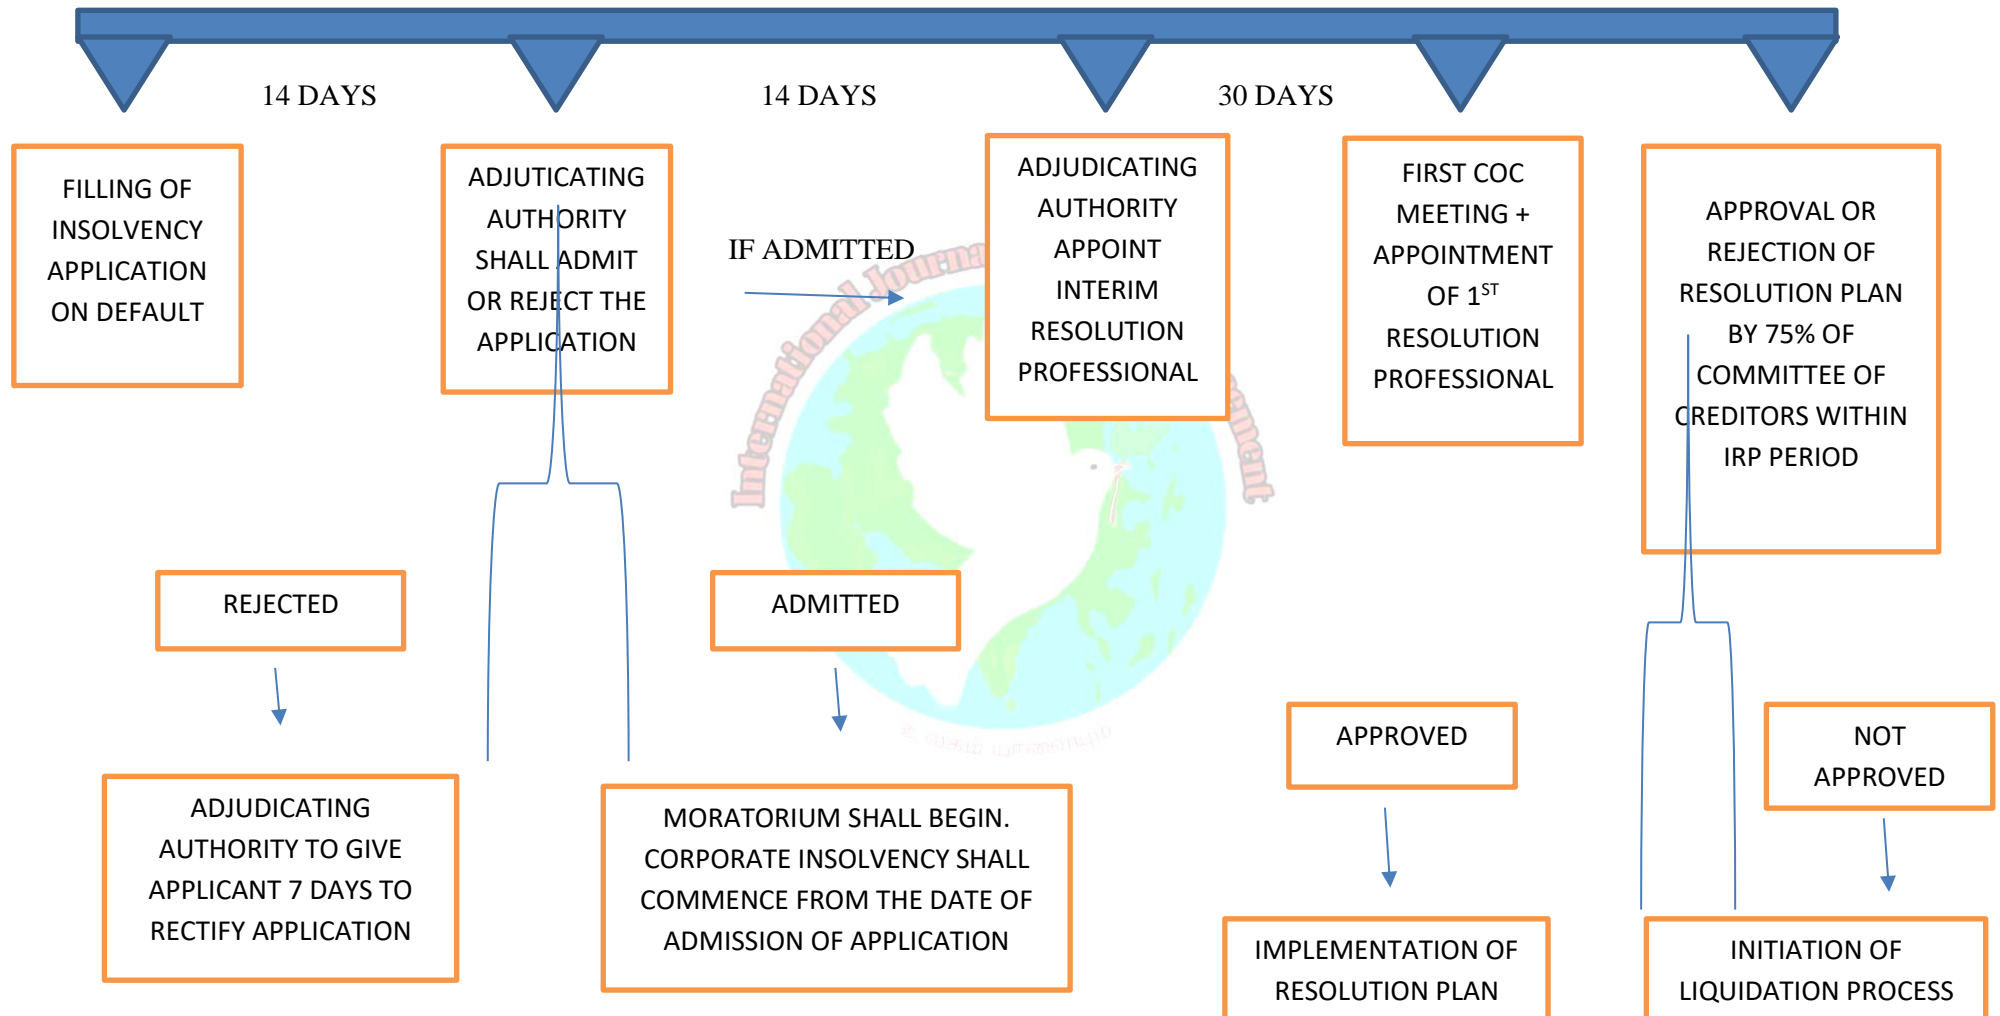 14 DAYS
14 DAYS
30 DAYS
FILLING OF
INSOLVENCY
APPLICATION
ON DEFAULT
ADJUTICATING
AUTHORITY
SHALL ADMIT
OR REJECT THE
APPLICATION
IF ADMITTED
ADJUDICATING
AUTHORITY
APPOINT
INTERIM
RESOLUTION
PROFESSIONAL
FIRST COC
MEETING +
APPOINTMENT
OF 1ST
RESOLUTION
PROFESSIONAL
APPROVAL OR
REJECTION OF
RESOLUTION PLAN
BY 75% OF
COMMITTEE OF
CREDITORS WITHIN
IRP PERIOD
International Journal
REJECTED
ADMITTED
APPROVED
NOT
APPROVED
ADJUDICATING
AUTHORITY TO GIVE
APPLICANT 7 DAYS TO
RECTIFY APPLICATION
MORATORIUM SHALL BEGIN.
CORPORATE INSOLVENCY SHALL
COMMENCE FROM THE DATE OF
ADMISSION OF APPLICATION
IMPLEMENTATION OF
RESOLUTION PLAN
INITIATION OF
LIQUIDATION PROCESS